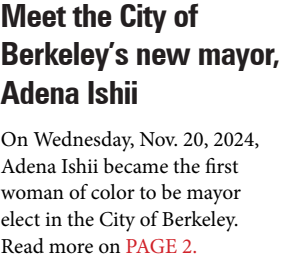 Meet the City of
Berkeley’s new mayor,
Adena Ishii
On Wednesday, Nov. 20, 2024,
Adena Ishii became the first
woman of color to be mayor
elect in the City of Berkeley.
Read more on PAGE 2.